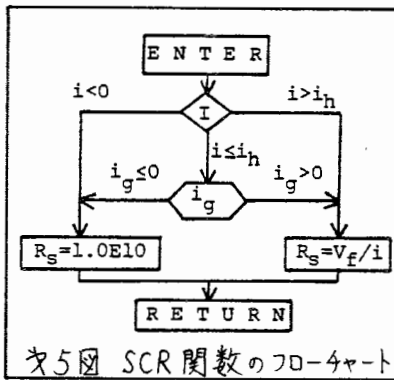 ENTER
i<0
i>i_h
I
i≤i_h
i_g≤0
i_g
i_g>0
R_S=1.0E10
R_S=V_f/i
RETURN
第5図 SCR関数のフローチャート